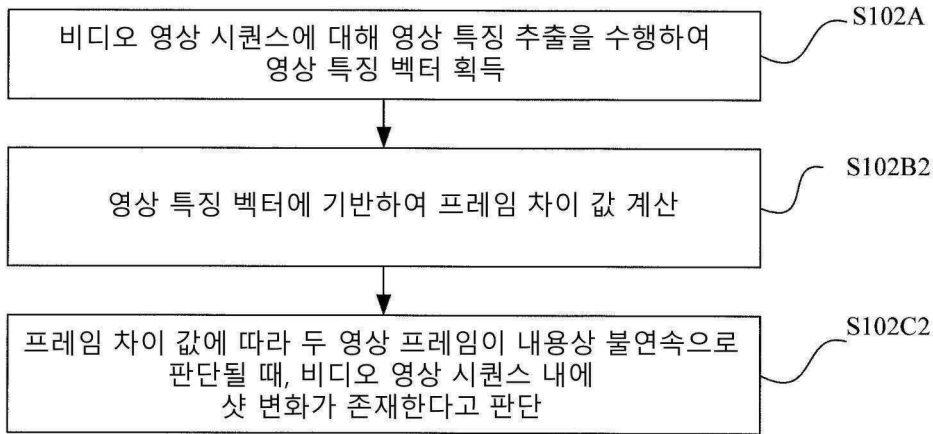 비디오 영상 시퀀스에 대해 영상 특징 추출을 수행하여
영상 특징 벡터 획득
S102A
영상 특징 벡터에 기반하여 프레임 차이 값 계산
S102B2
프레임 차이 값에 따라 두 영상 프레임이 내용상 불연속으로
판단될 때, 비디오 영상 시퀀스 내에
샷 변화가 존재한다고 판단
S102C2